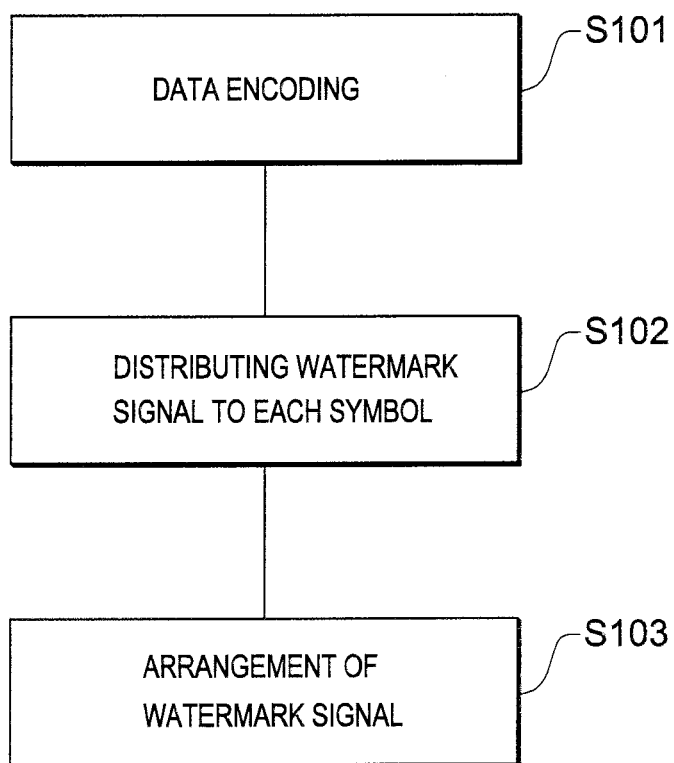 S101
DATA ENCODING
S102
DISTRIBUTING WATERMARK
SIGNAL TO EACH SYMBOL
S103
ARRANGEMENT OF
WATERMARK SIGNAL